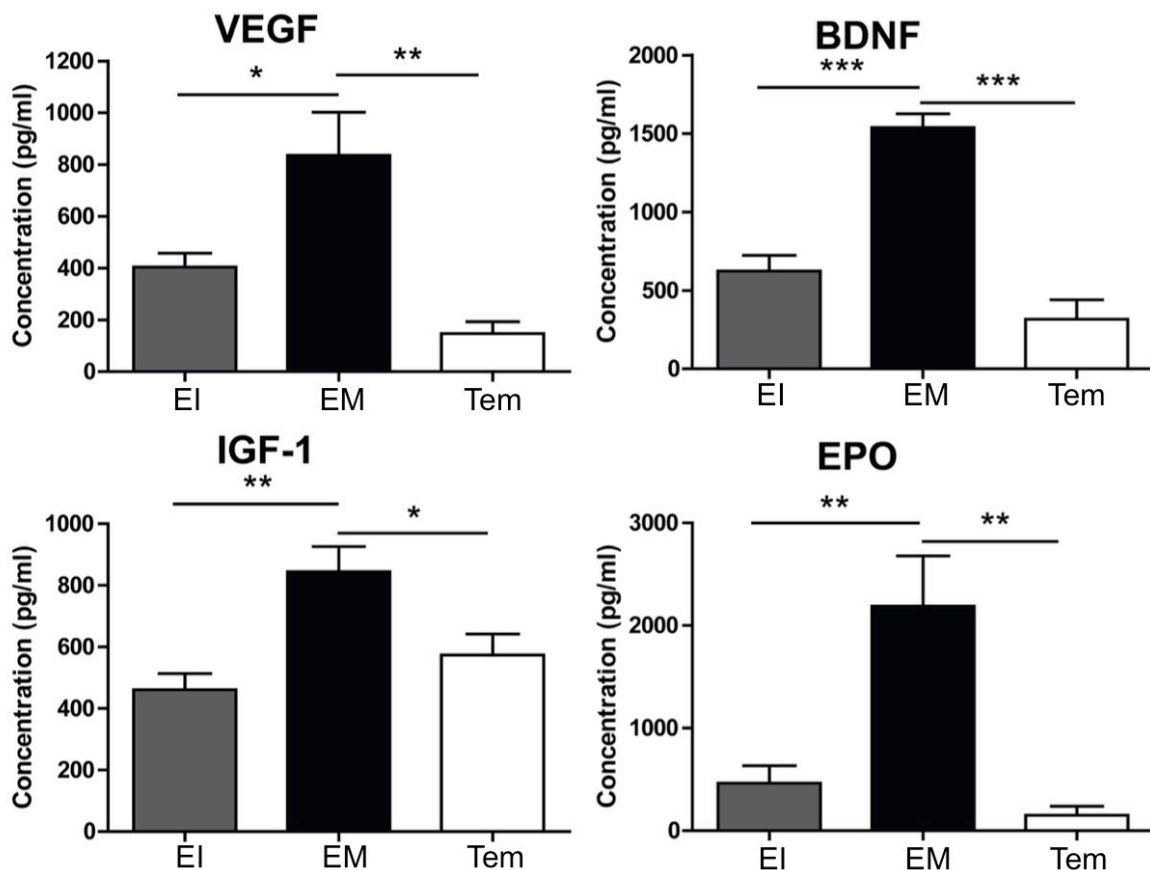 VEGF
Concentration (pg/ml)
1200
1000
800
600
400
200
0
*
**
EI EM Tem
BDNF
Concentration (pg/ml)
2000
1500
1000
500
0
***
***
EI EM Tem
IGF-1
Concentration (pg/ml)
1000
800
600
400
200
0
**
*
EI EM Tem
EPO
Concentration (pg/ml)
3000
2000
1000
0
**
**
EI EM Tem